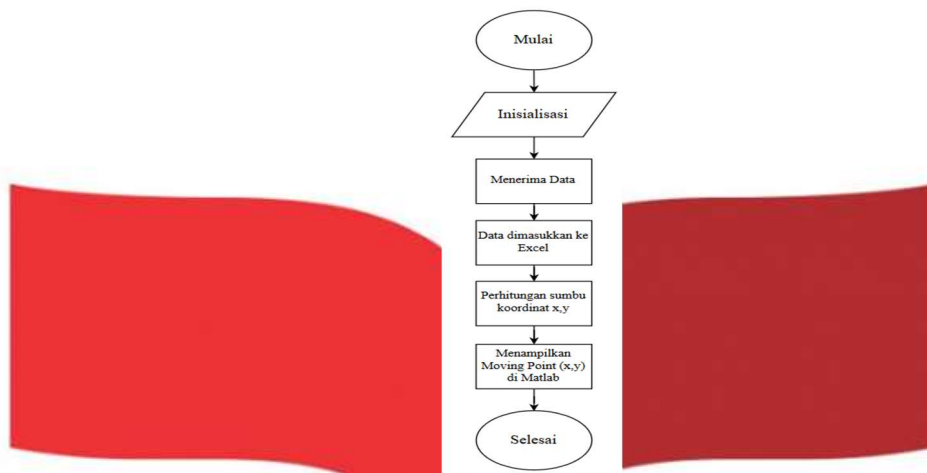 Mulai
Inisialisasi
Menerima Data
Data dimasukkan ke
Excel
Perhitungan sumbu
koordinat x,y
Menampilkan
Moving Point (x,y)
di Matlab
Selesai